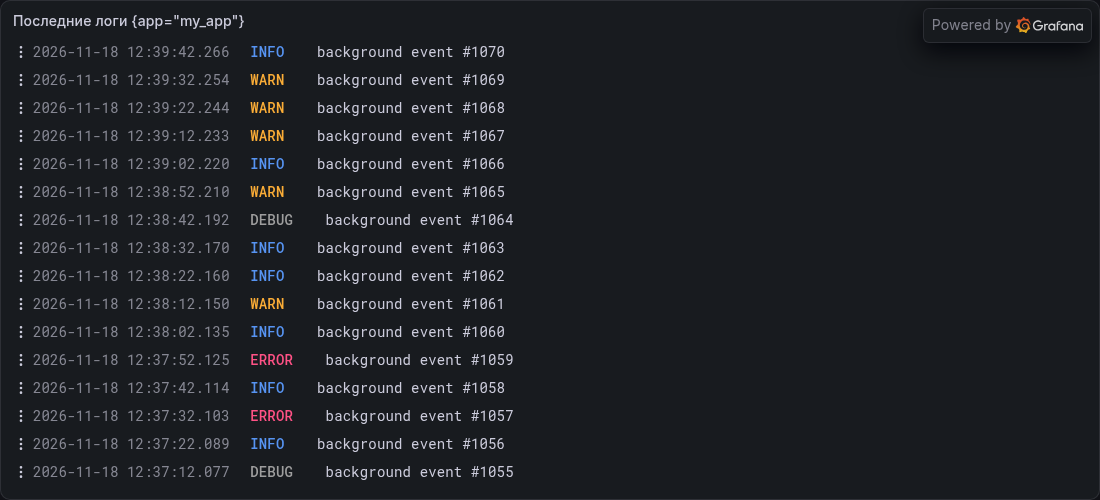 Последние логи {app="my_app"}
Powered by Grafana
2026-11-18 12:39:42.266 INFO background event #1070
2026-11-18 12:39:32.254 WARN background event #1069
2026-11-18 12:39:22.244 WARN background event #1068
2026-11-18 12:39:12.233 WARN background event #1067
2026-11-18 12:39:02.220 INFO background event #1066
2026-11-18 12:38:52.210 WARN background event #1065
2026-11-18 12:38:42.192 DEBUG background event #1064
2026-11-18 12:38:32.170 INFO background event #1063
2026-11-18 12:38:22.160 INFO background event #1062
2026-11-18 12:38:12.150 WARN background event #1061
2026-11-18 12:38:02.135 INFO background event #1060
2026-11-18 12:37:52.125 ERROR background event #1059
2026-11-18 12:37:42.114 INFO background event #1058
2026-11-18 12:37:32.103 ERROR background event #1057
2026-11-18 12:37:22.089 INFO background event #1056
2026-11-18 12:37:12.077 DEBUG background event #1055